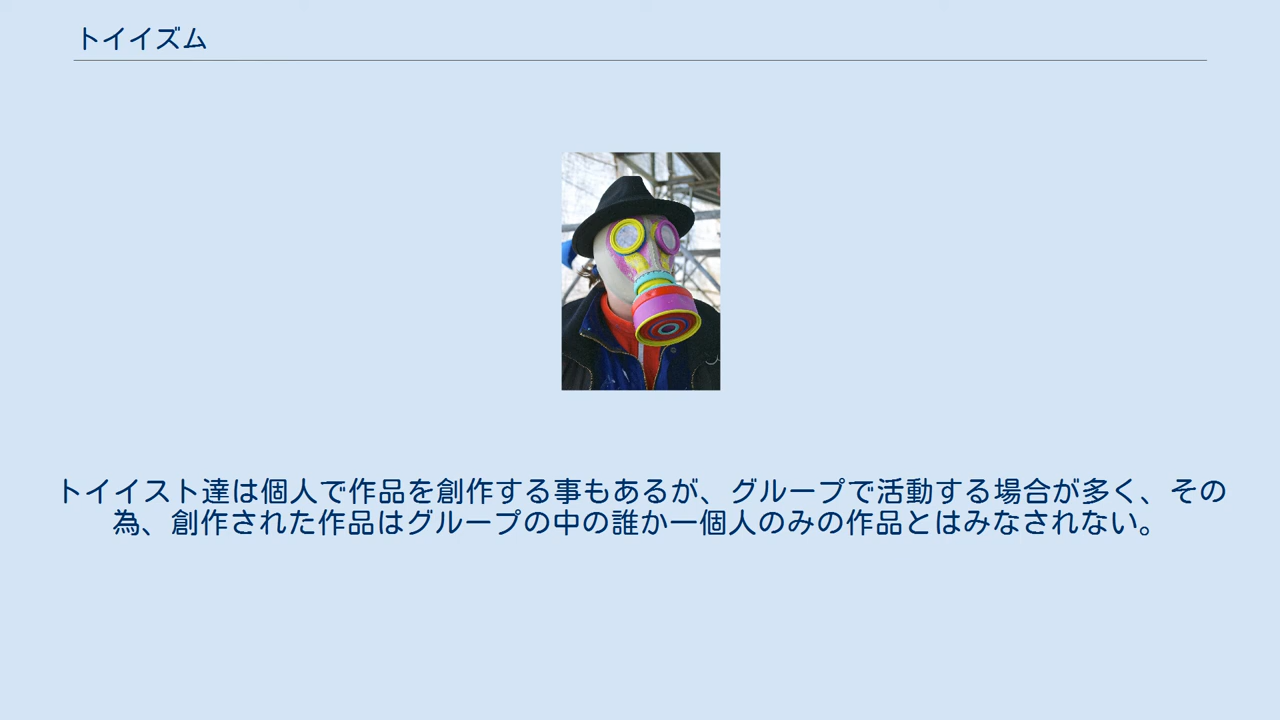 トイイズム
トイイスト達は個人で作品を創作する事もあるが、グループで活動する場合が多く、その
為、創作された作品はグループの中の誰か一個人のみの作品とはみなされない。